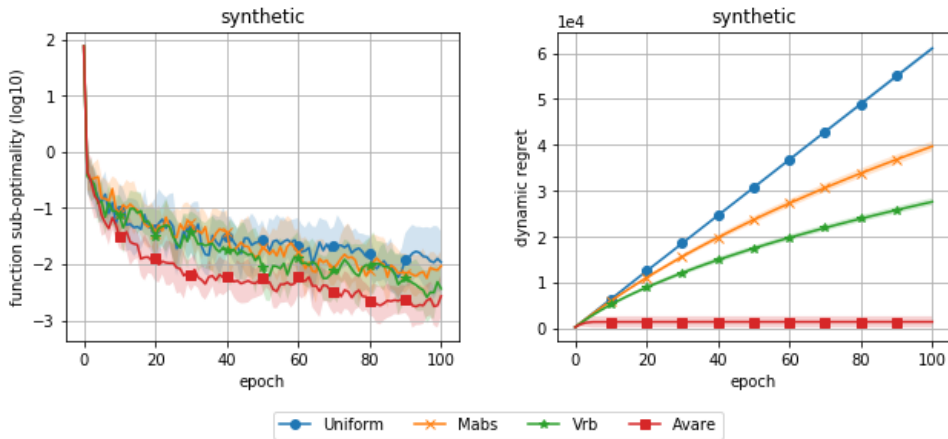 synthetic
function sub-optimality (log10)
2
1
0
−1
−2
−3
0 20 40 60 80 100
epoch
synthetic
1e4
dynamic regret
6
5
4
3
2
1
0
0 20 40 60 80 100
epoch
Uniform Mabs Vrb Avare